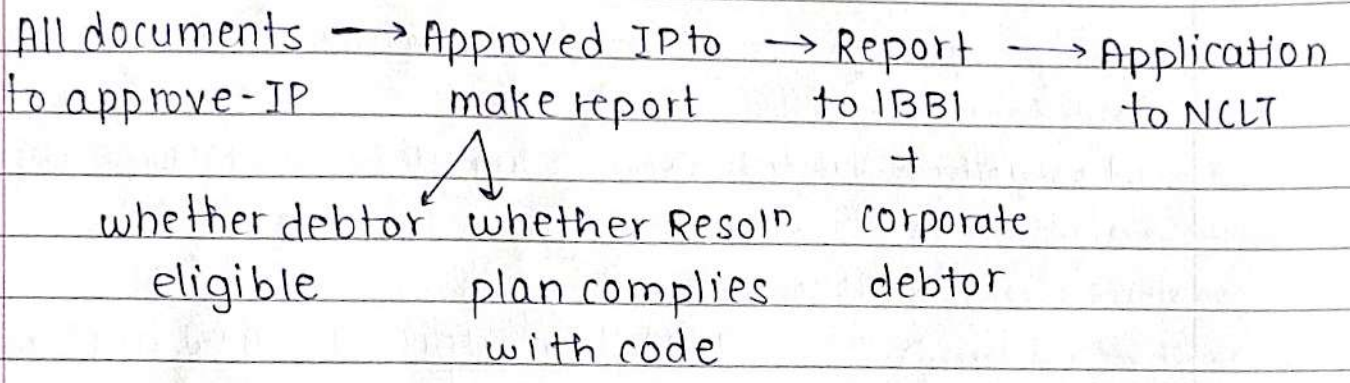 All documents → Approved IP to → Report → Application
to approve-IP make report to IBBI to NCLT
+
whether debtor whether Resolⁿ corporate
eligible plan complies debtor
with code